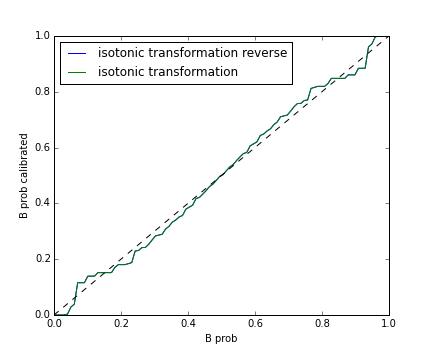 isotonic transformation reverse
isotonic transformation
1.0
0.8
0.6
0.4
0.2
0.0
B prob calibrated
0.0 0.2 0.4 0.6 0.8 1.0
B prob